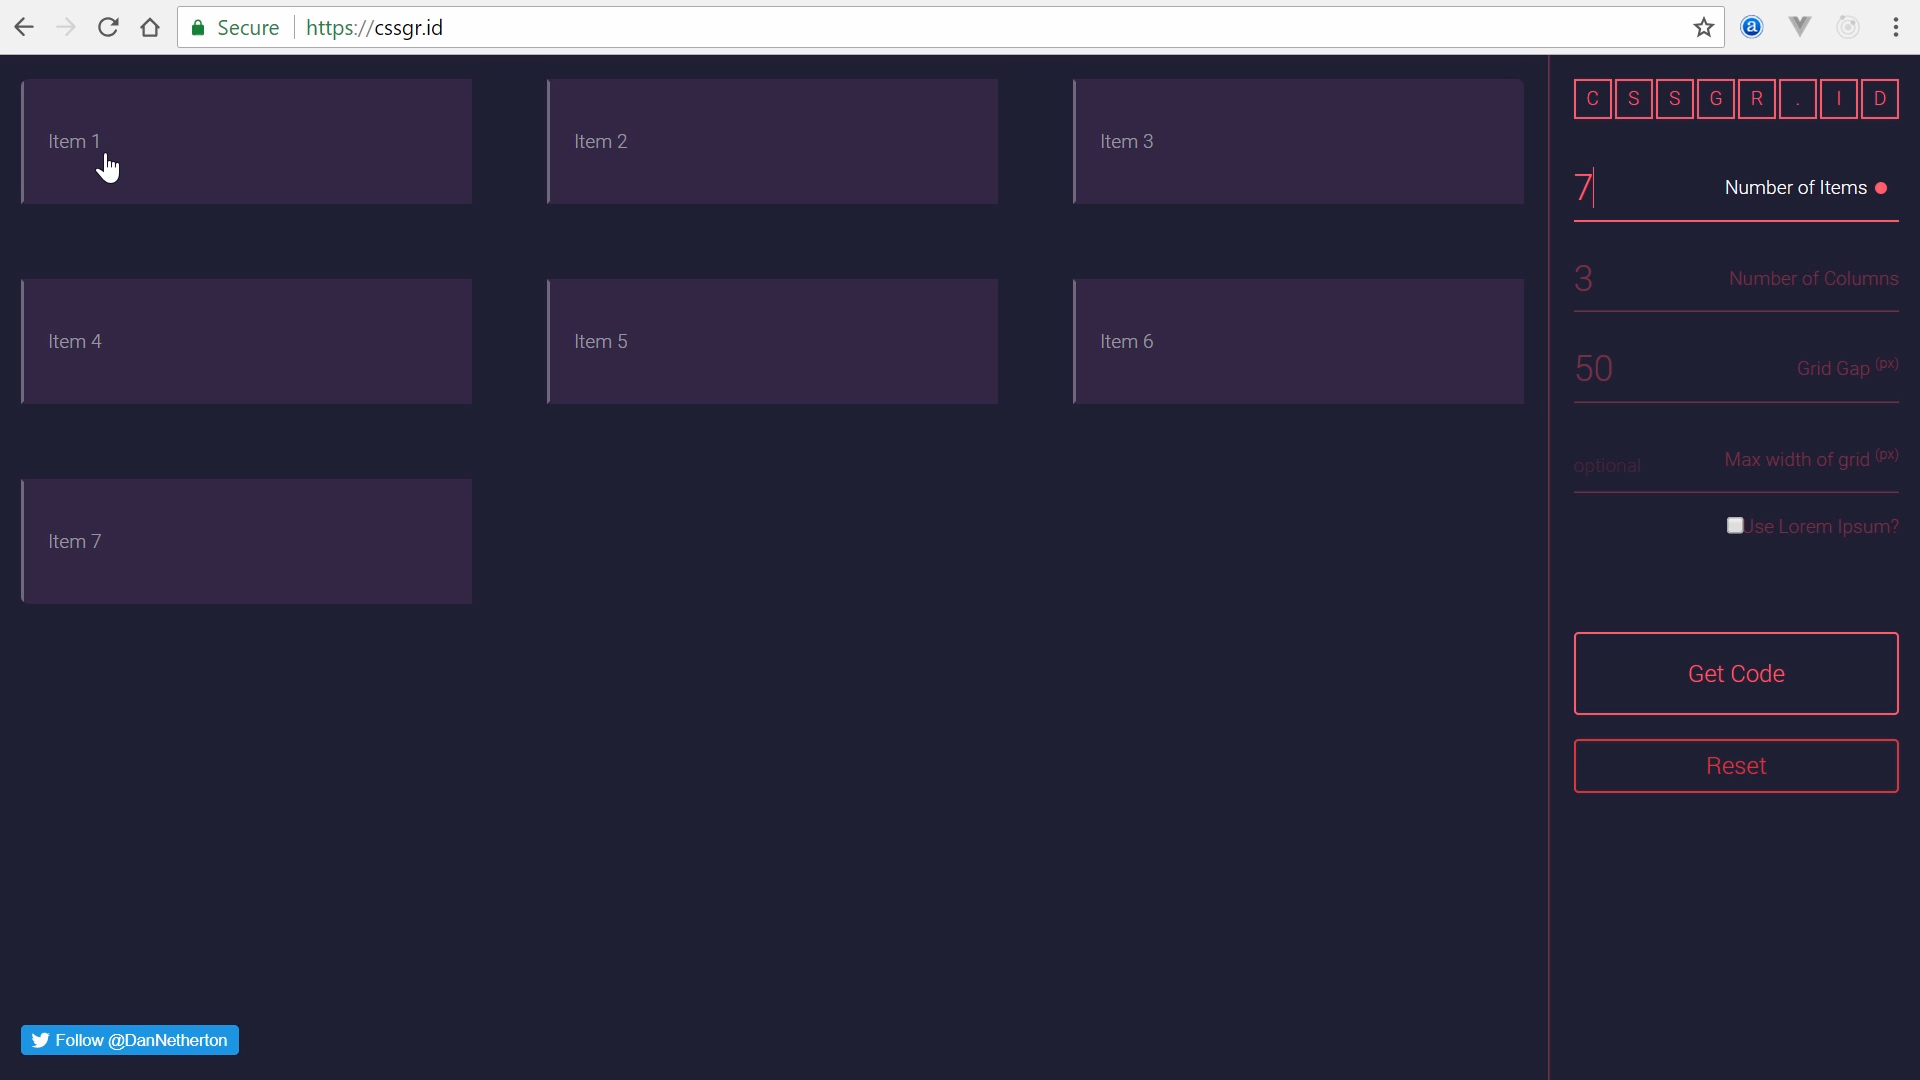 Secure https://cssgr.id
Item 1
Item 2
Item 3
Item 4
Item 5
Item 6
Item 7
Follow @DanNetherton
C S S G R . I D
7 Number of Items
3 Number of Columns
50 Grid Gap (px)
optional Max width of grid (px)
Use Lorem Ipsum?
Get Code
Reset